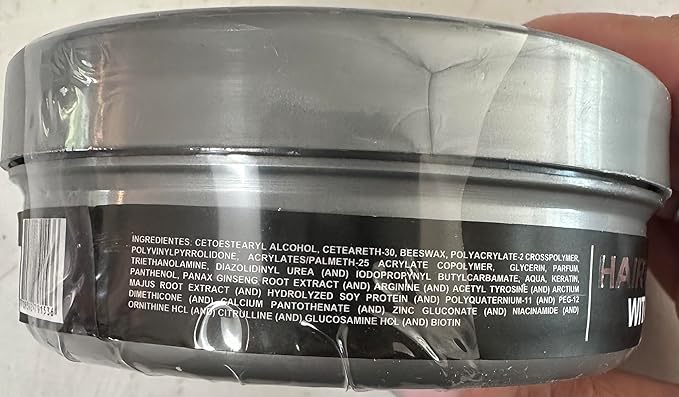 INGREDIENTES: CETOESTEARYL ALCOHOL, CETEARETH-30, BEESWAX, POLYACRYLATE-2 CROSSPOLYMER,
POLYVINYLPYRROLIDONE, ACRYLATES/PALMETH-25 ACRYLATE COPOLYMER, GLYCERIN, PARFUM,
TRIETHANOLAMINE, DIAZOLIDINYL UREA (AND) IODOPROPYNYL BUTYLCARBAMATE, AQUA, KERATIN,
PANTHENOL, PANAX GINSENG ROOT EXTRACT (AND) ARGININE (AND) ACETYL TYROSINE (AND) ARCTIUM
MAJUS ROOT EXTRACT (AND) HYDROLYZED SOY PROTEIN (AND) POLYQUATERNIUM-11 (AND) PEG-12
DIMETHICONE (AND) CALCIUM PANTOTHENATE (AND) ZINC GLUCONATE (AND) NIACINAMIDE (AND)
ORNITHINE HCL (AND) CITRULLINE (AND) GLUCOSAMINE HCL (AND) BIOTIN
HAIR
WIT